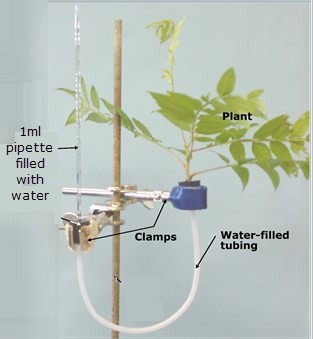 1ml
pipette
filled
with
water
Plant
Clamps
Water-filled
tubing